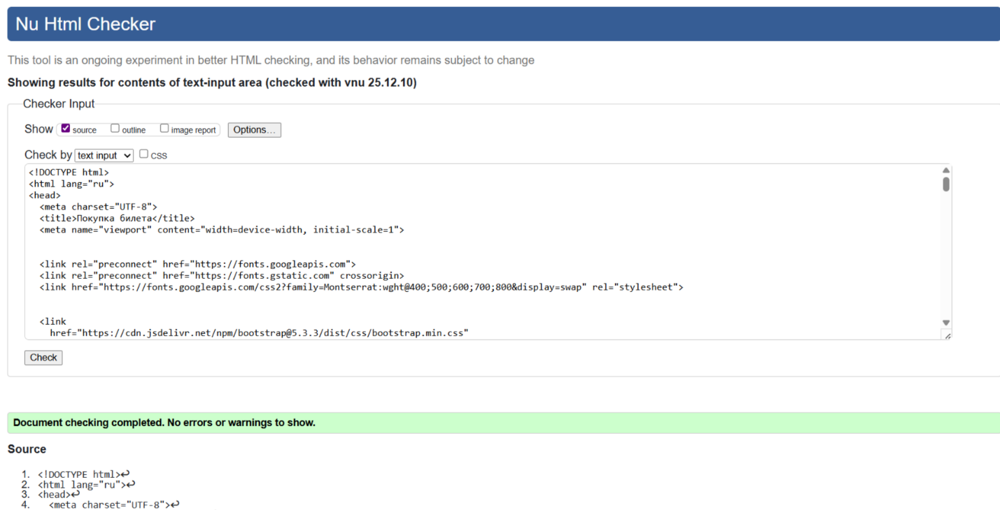 Nu Html Checker
This tool is an ongoing experiment in better HTML checking, and its behavior remains subject to change
Showing results for contents of text-input area (checked with vnu 25.12.10)
Checker Input
Show source outline image report Options...
Check by text input CSS
<!DOCTYPE html>
<html lang="ru">
<head>
  <meta charset="UTF-8">
  <title>Покупка билета</title>
  <meta name="viewport" content="width=device-width, initial-scale=1">
  <link rel="preconnect" href="https://fonts.googleapis.com">
  <link rel="preconnect" href="https://fonts.gstatic.com" crossorigin>
  <link href="https://fonts.googleapis.com/css2?family=Montserrat:wght@400;500;600;700;800&display=swap" rel="stylesheet">
  <link
    href="https://cdn.jsdelivr.net/npm/bootstrap@5.3.3/dist/css/bootstrap.min.css"
Check
Document checking completed. No errors or warnings to show.
Source
1. <!DOCTYPE html>↩
2. <html lang="ru">↩
3. <head>↩
4.   <meta charset="UTF-8">↩